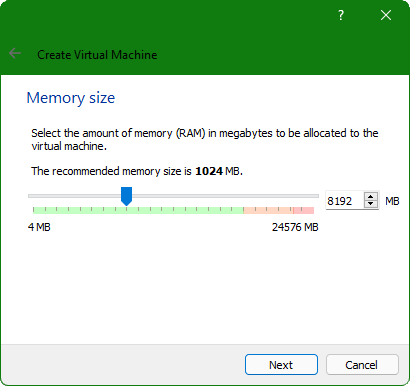 ?
Create Virtual Machine
Memory size
Select the amount of memory (RAM) in megabytes to be allocated to the
virtual machine.
The recommended memory size is 1024 MB.
8192 MB
4 MB 24576 MB
Next Cancel